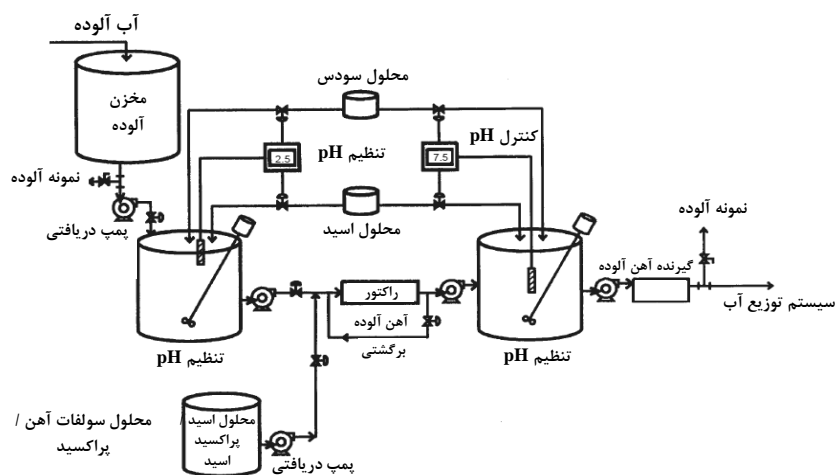 آب آلوده
مخزن
آلوده
نمونه آلوده
پمپ دریافتی
محلول سودس
تنظیم pH
2.5
کنترل pH
7.5
محلول اسید
نمونه آلوده
گیرنده آهن آلوده
سیستم توزیع آب
راکتور
آهن آلوده
برگشتی
تنظیم pH
تنظیم pH
محلول سولفات آهن /
پراکسید
محلول اسید /
پراکسید
اسید
پمپ دریافتی